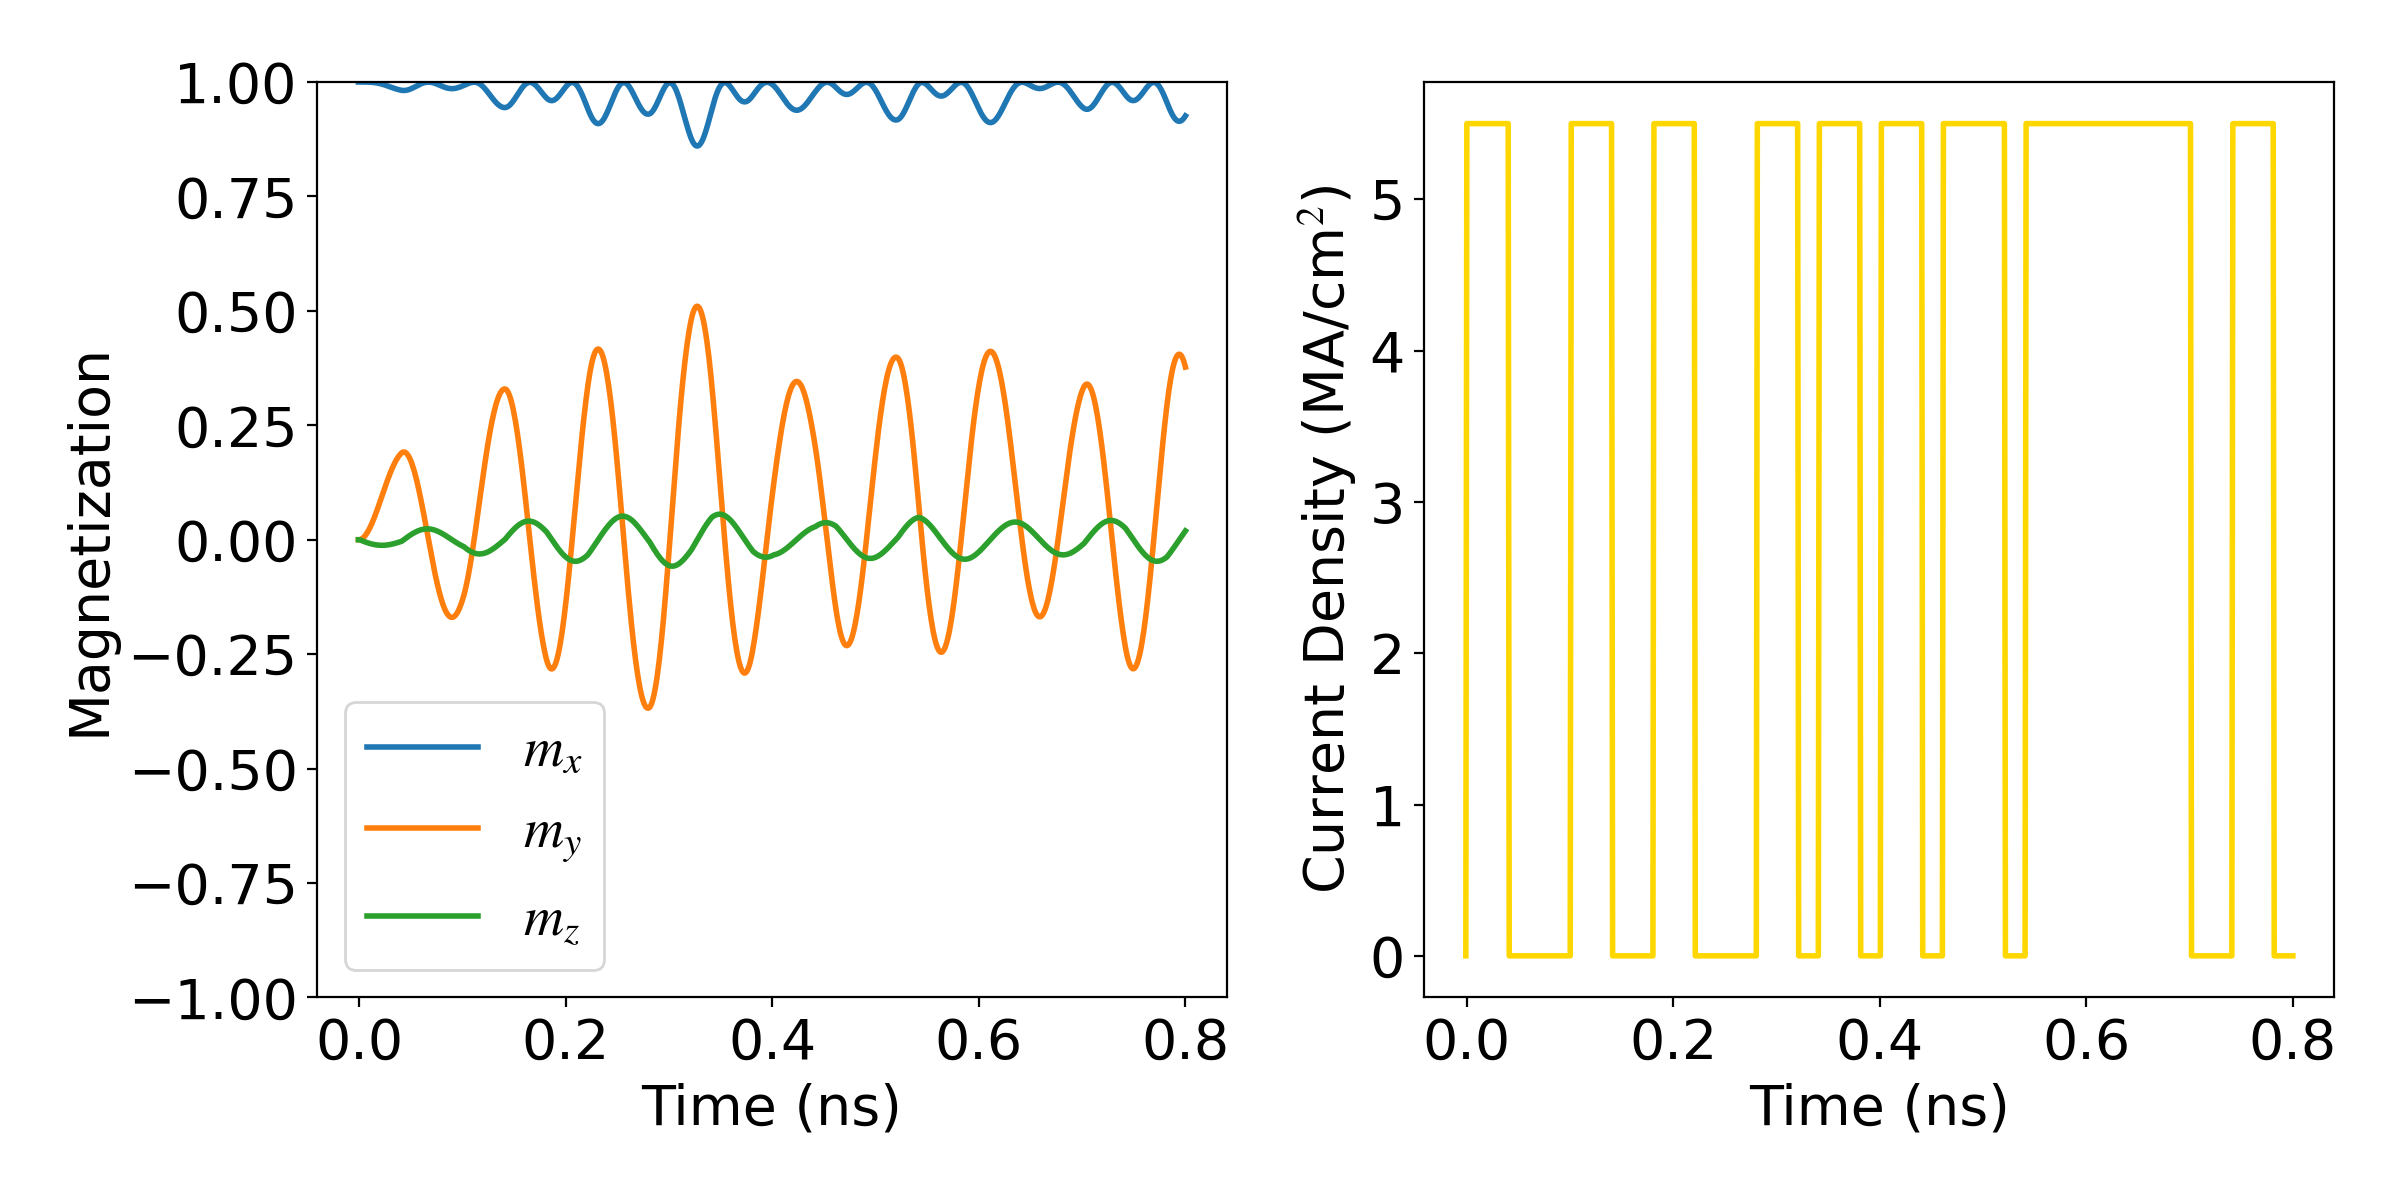 1.00
0.75
0.50
0.25
0.00
−0.25
−0.50
−0.75
−1.00
Magnetization
m_x
m_y
m_z
0.0 0.2 0.4 0.6 0.8
Time (ns)
5
4
3
2
1
0
Current Density (MA/cm²)
0.0 0.2 0.4 0.6 0.8
Time (ns)